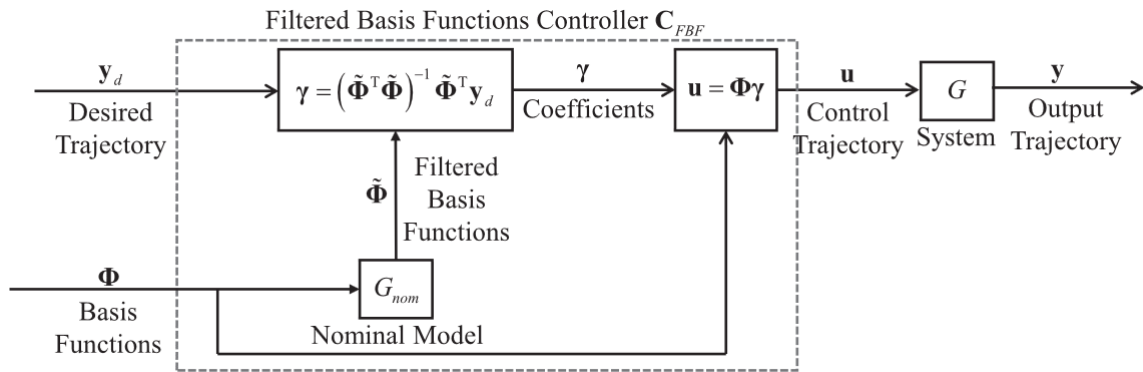 Filtered Basis Functions Controller C_FBF
y_d
Desired
Trajectory
γ = (Φ̃ᵀΦ̃)⁻¹ Φ̃ᵀy_d
γ
Coefficients
u = Φγ
u
Control
Trajectory
G
System
y
Output
Trajectory
Φ̃
Filtered
Basis
Functions
Φ
Basis
Functions
G_nom
Nominal Model